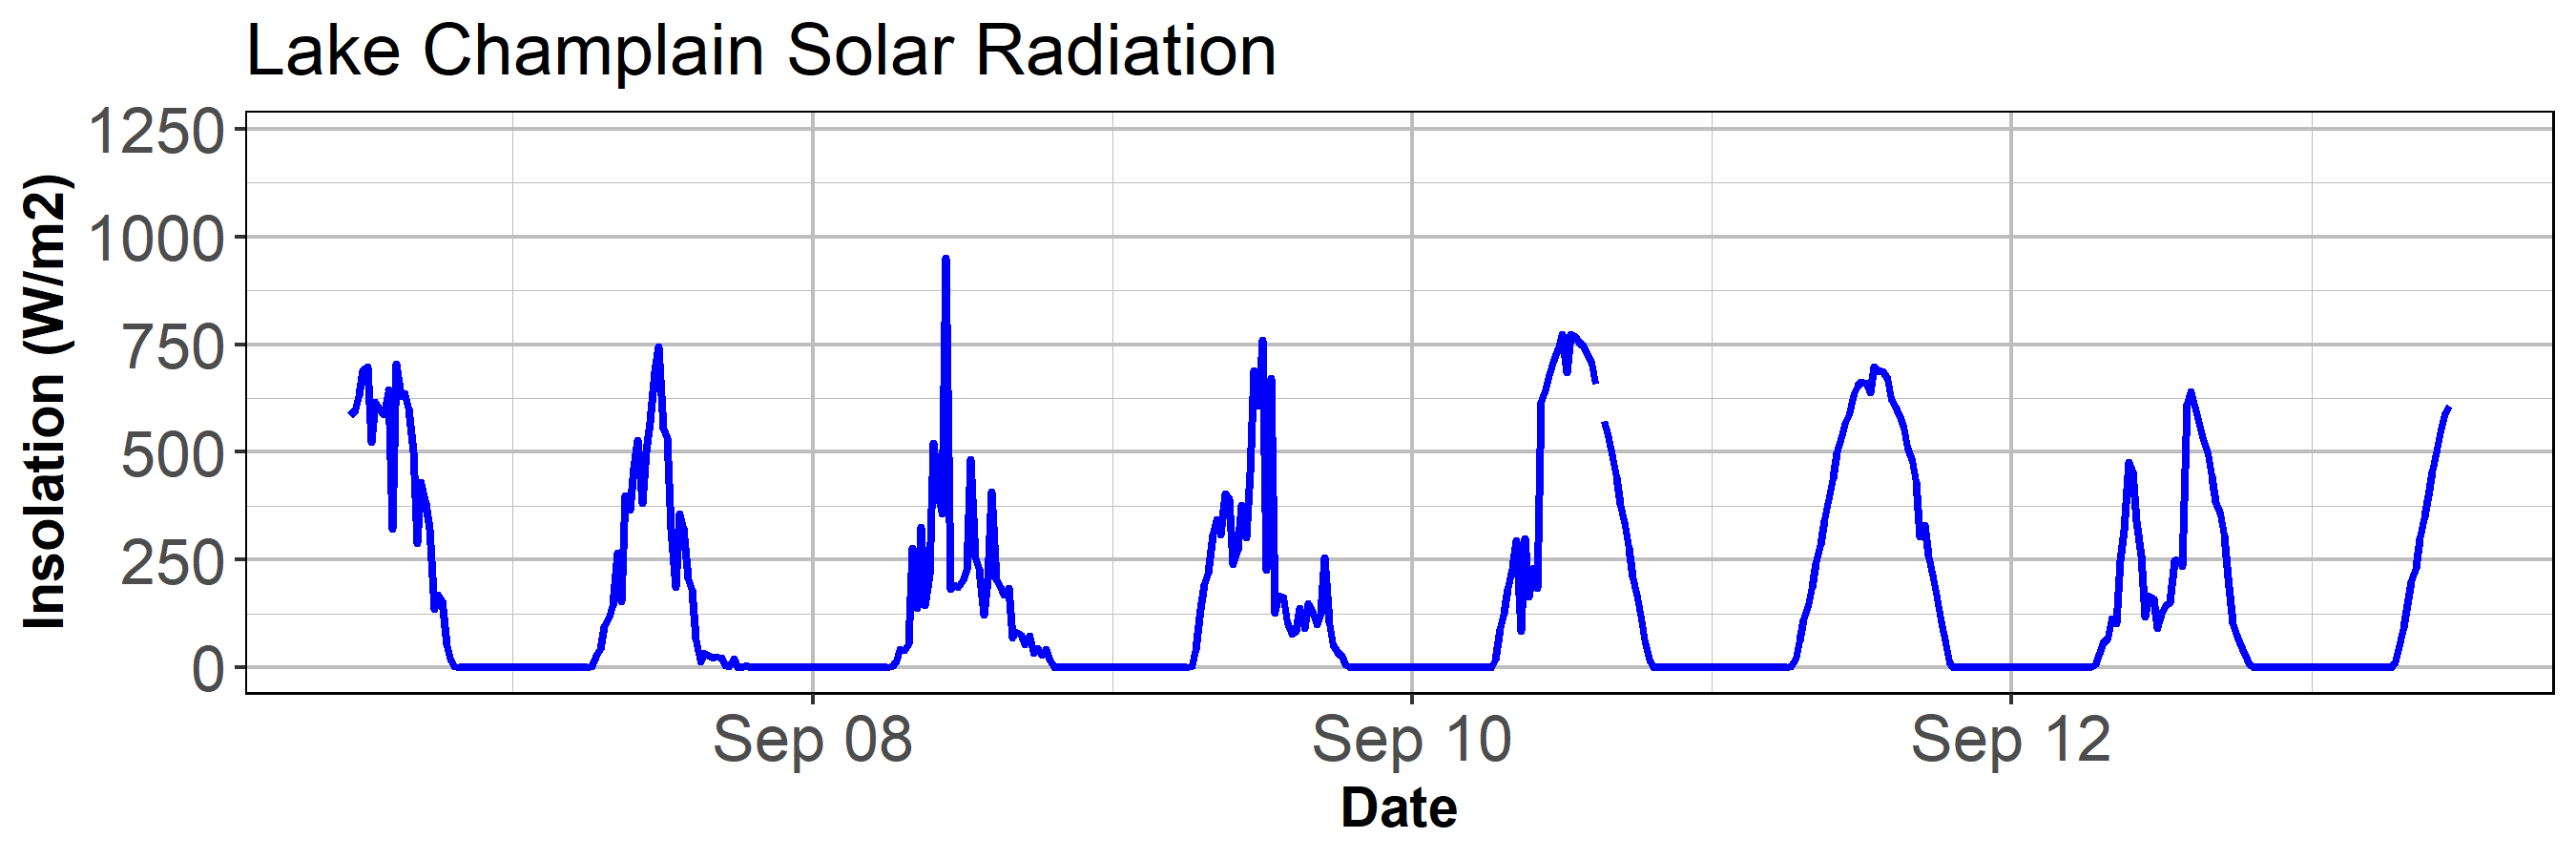 Lake Champlain Solar Radiation
1250
1000
750
500
250
0
Insolation (W/m2)
Sep 08
Sep 10
Sep 12
Date